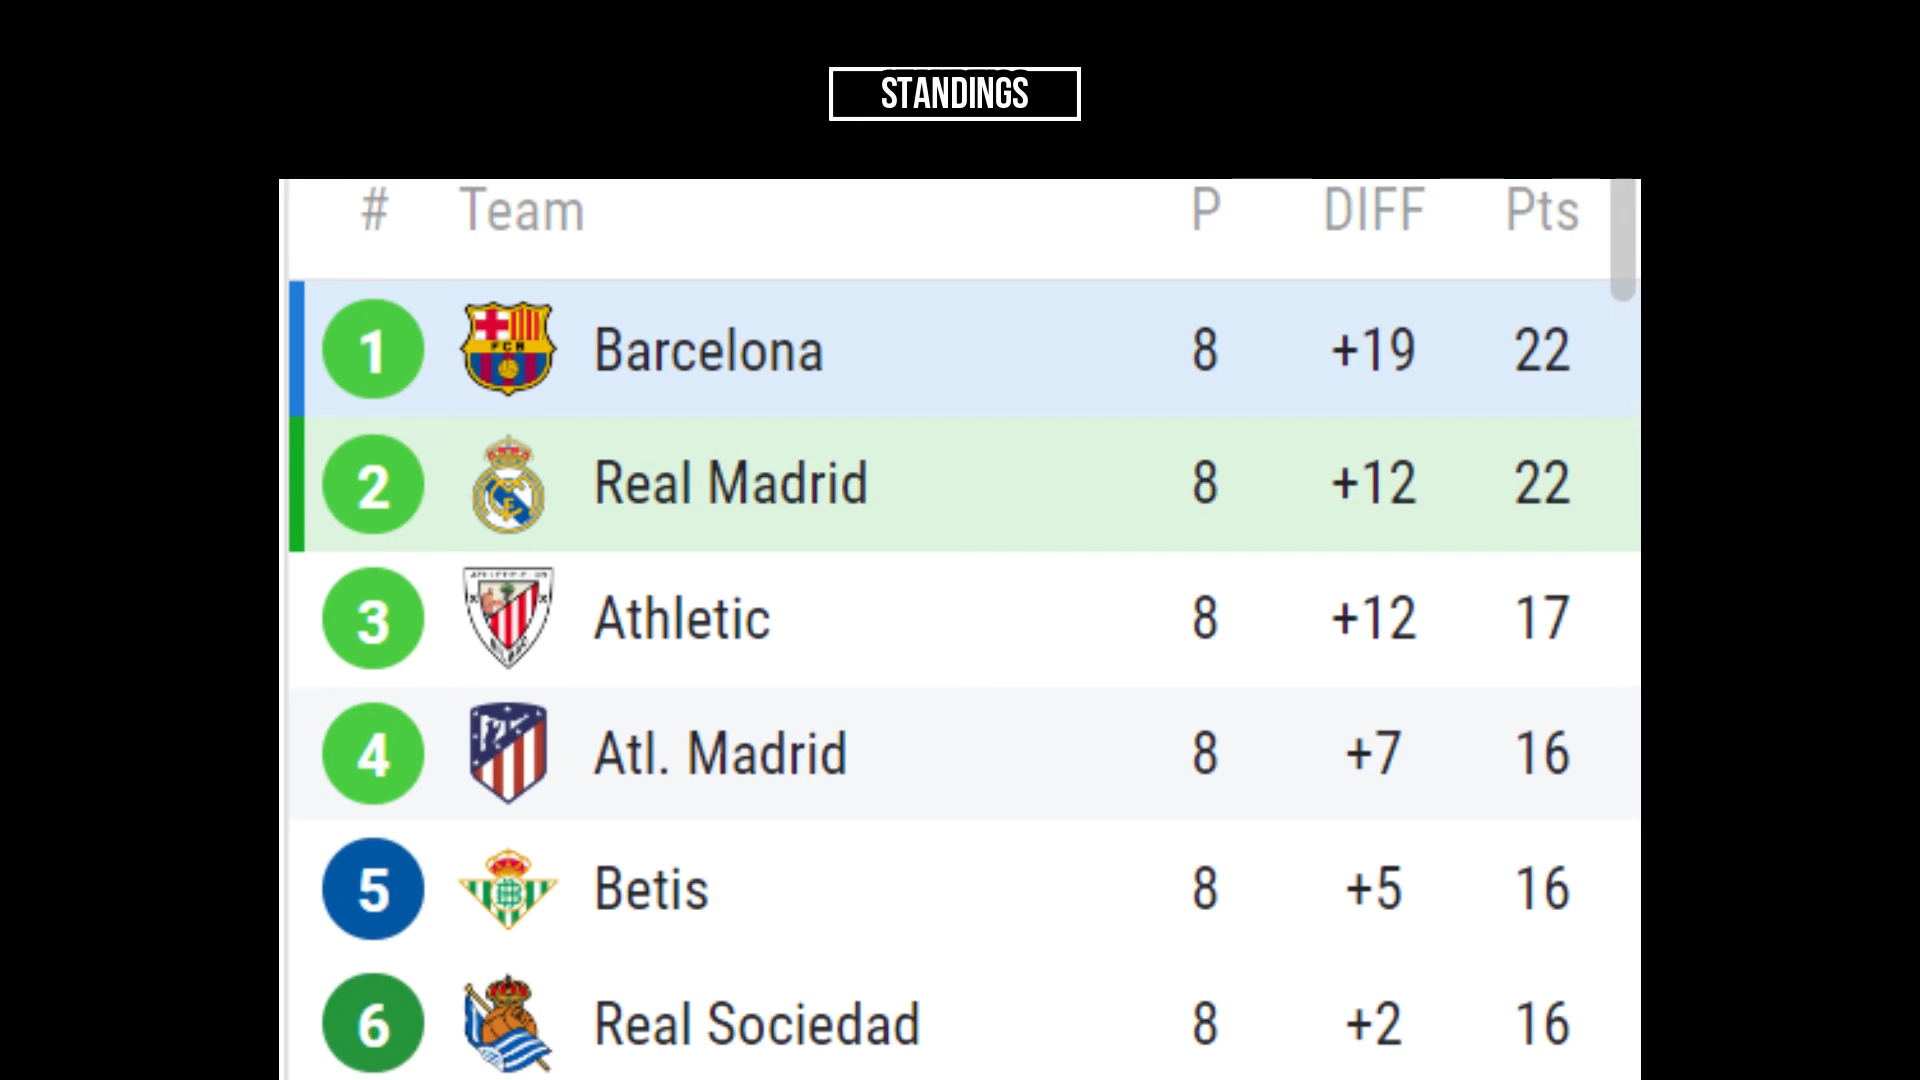 STANDINGS
# Team P DIFF Pts
1 Barcelona 8 +19 22
2 Real Madrid 8 +12 22
3 Athletic 8 +12 17
4 Atl. Madrid 8 +7 16
5 Betis 8 +5 16
6 Real Sociedad 8 +2 16
FCB